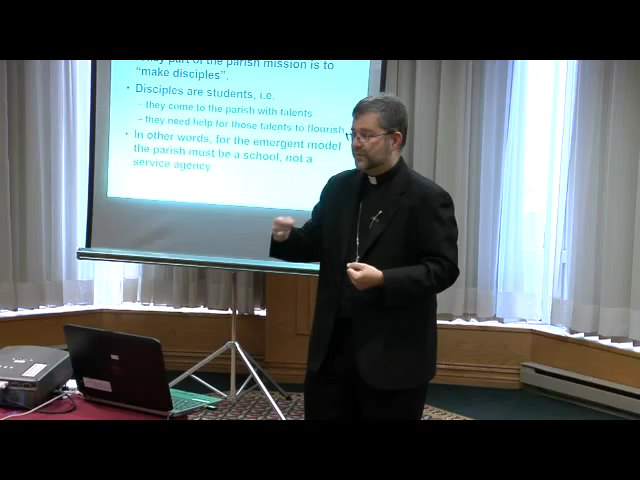 part of the parish mission is to
“make disciples”.
• Disciples are students, i.e.
– they come to the parish with talents
– they need help for those talents to flourish
• In other words, for the emergent model
the parish must be a school, not a
service agency